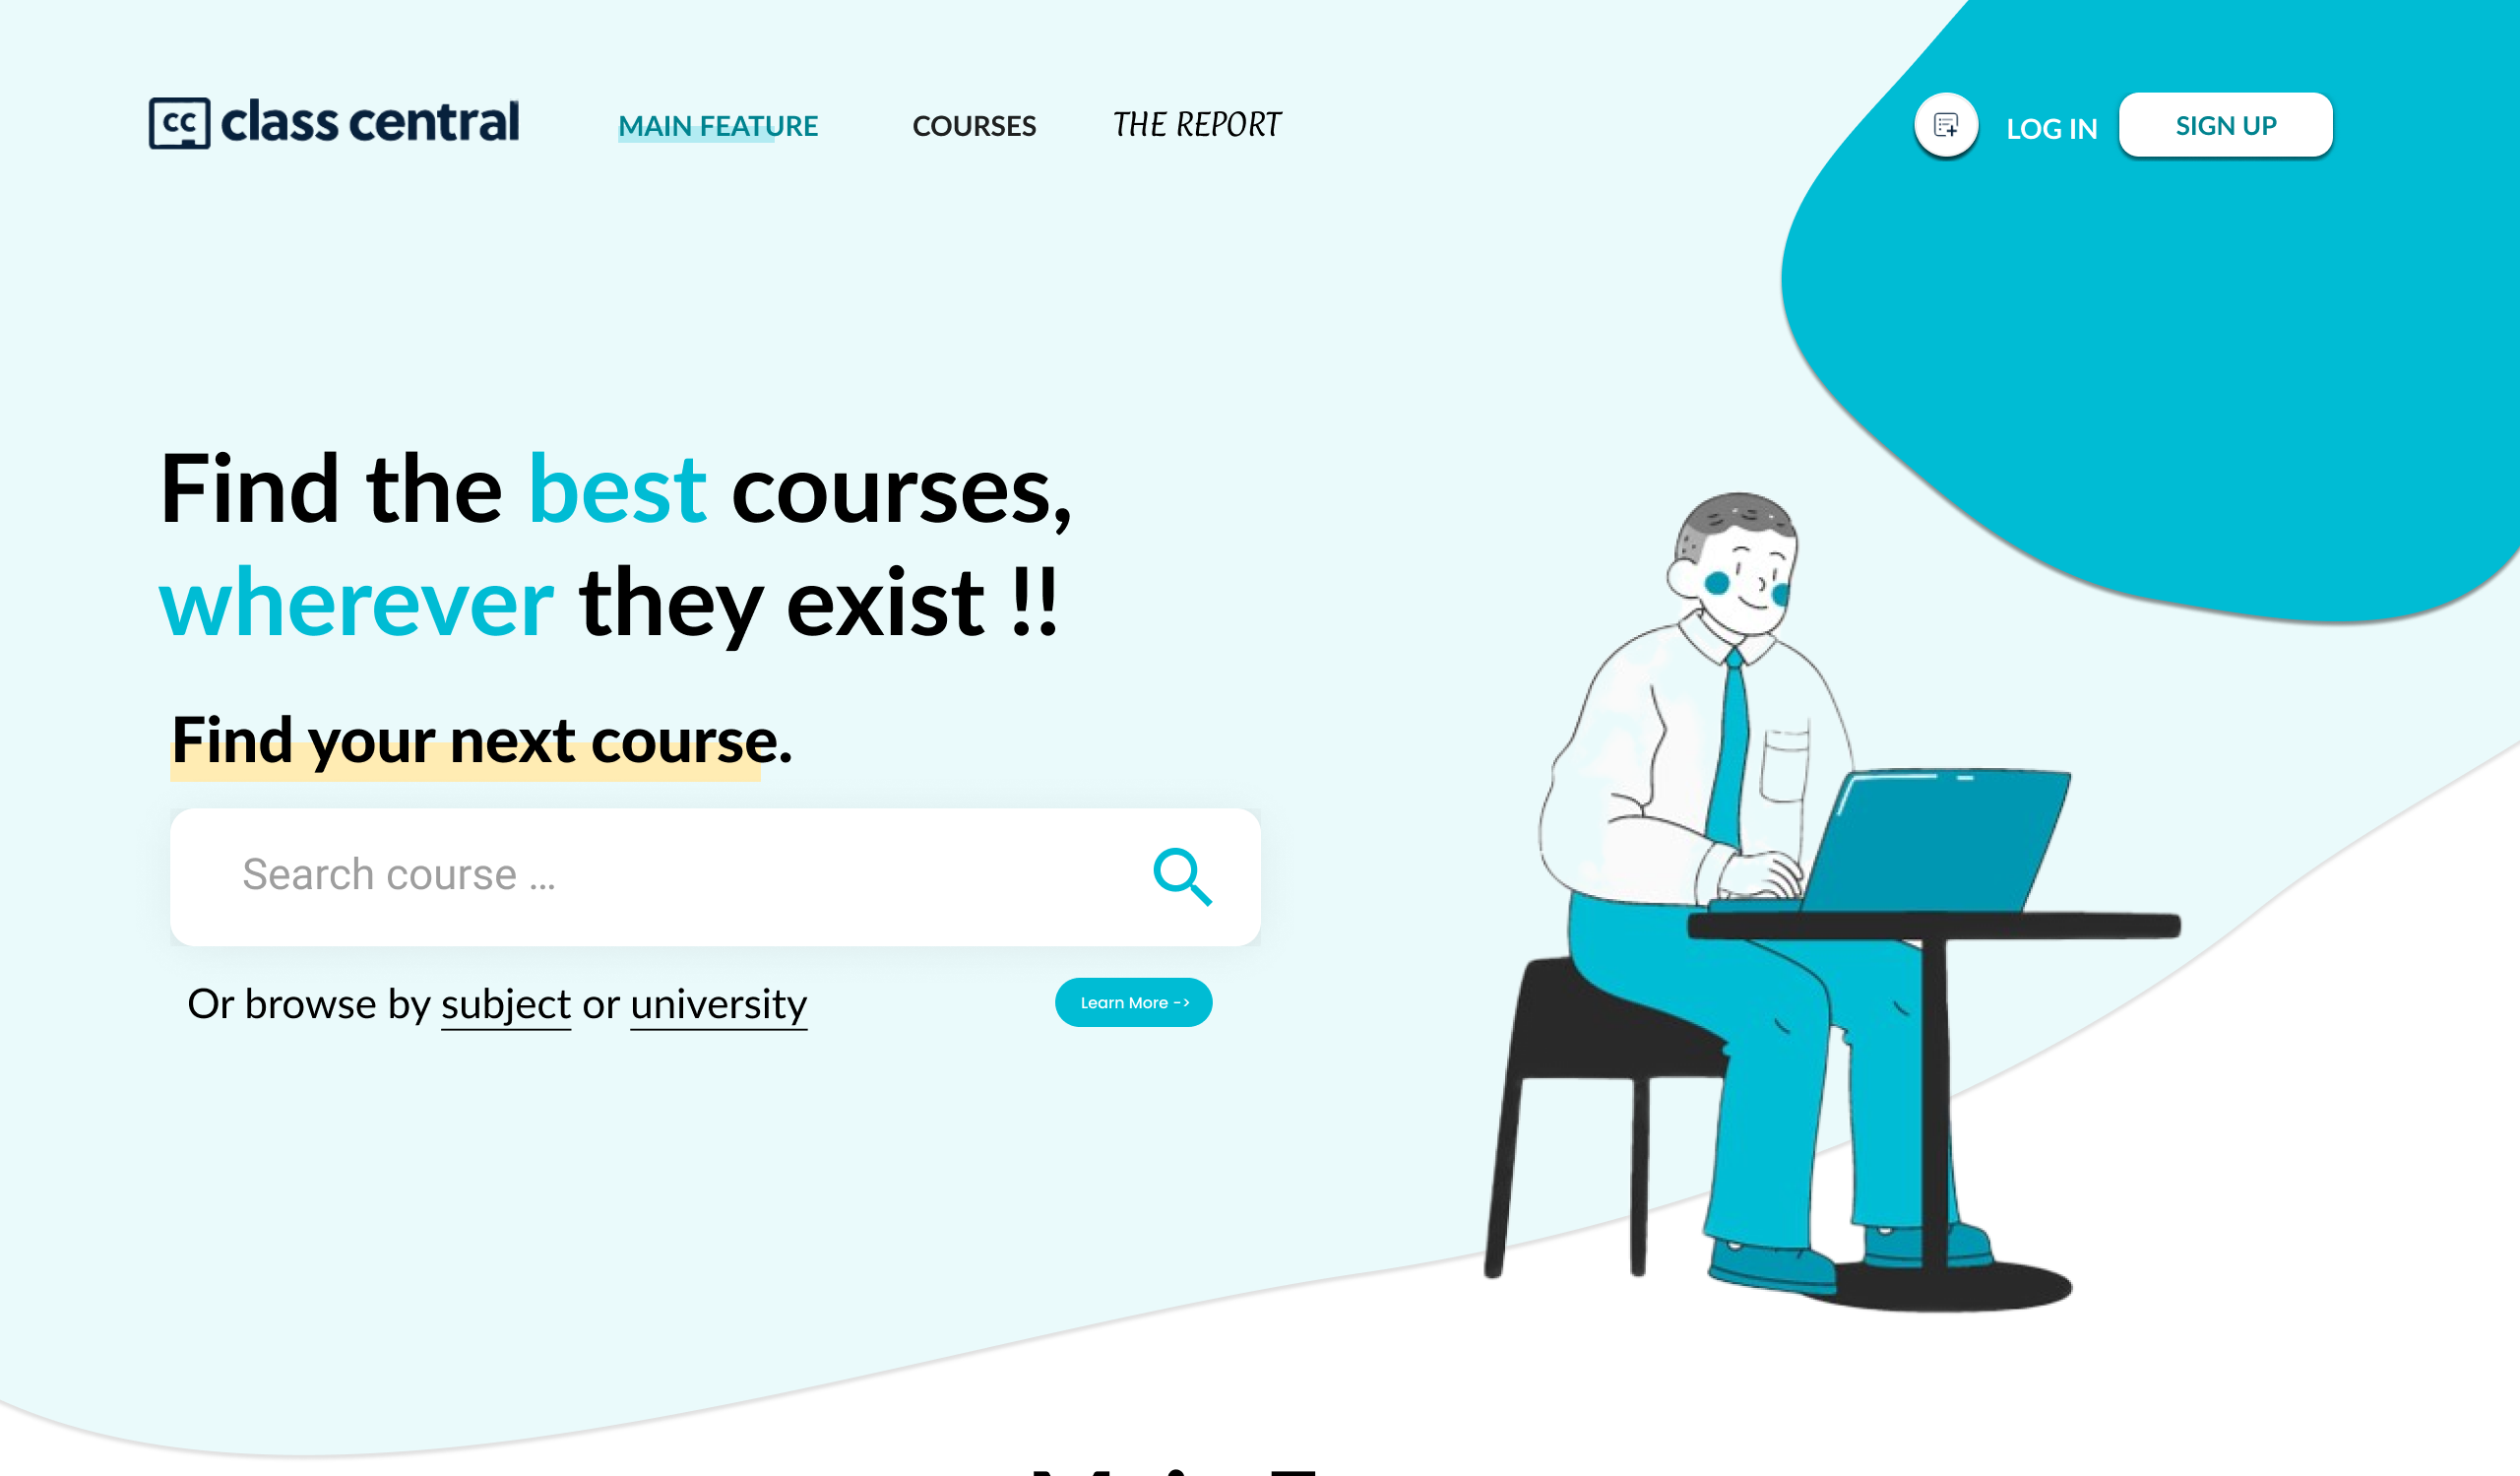 cc class central
MAIN FEATURE
COURSES
THE REPORT
LOG IN
SIGN UP
Find the best courses,
wherever they exist !!
Find your next course.
Search course ...
Or browse by subject or university
Learn More ->